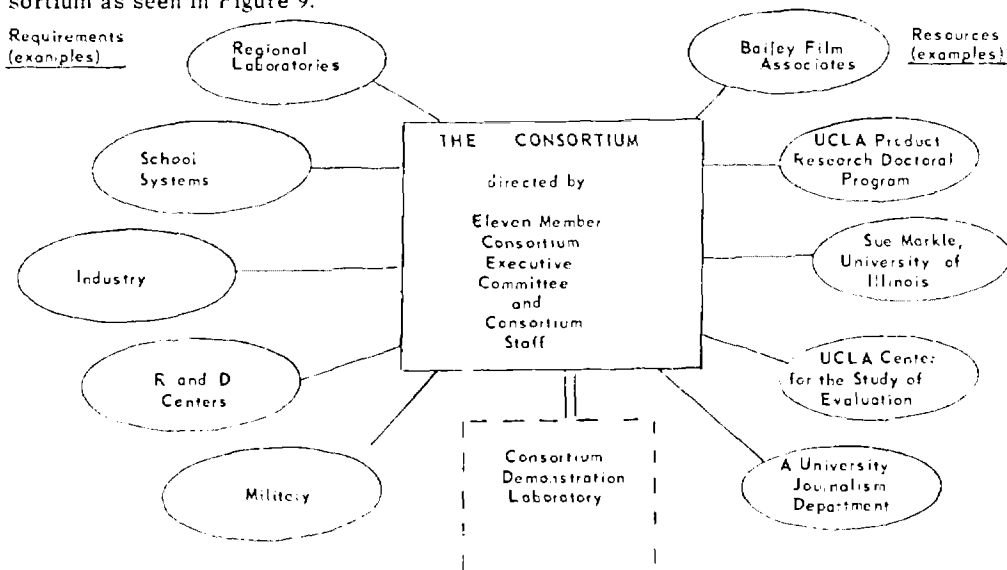 sortium as seen in Figure 9.
Requirements
(examples)
Regional
Laboratories
School
Systems
Industry
R and D
Centers
Military
THE CONSORTIUM
directed by
Eleven Member
Consortium
Executive
Committee
and
Consortium
Staff
Consortium
Demonstration
Laboratory
Resources
(examples)
Bailey Film
Associates
UCLA Product
Research Doctoral
Program
Sue Markle,
University of
Illinois
UCLA Center
for the Study of
Evaluation
A University
Journalism
Department